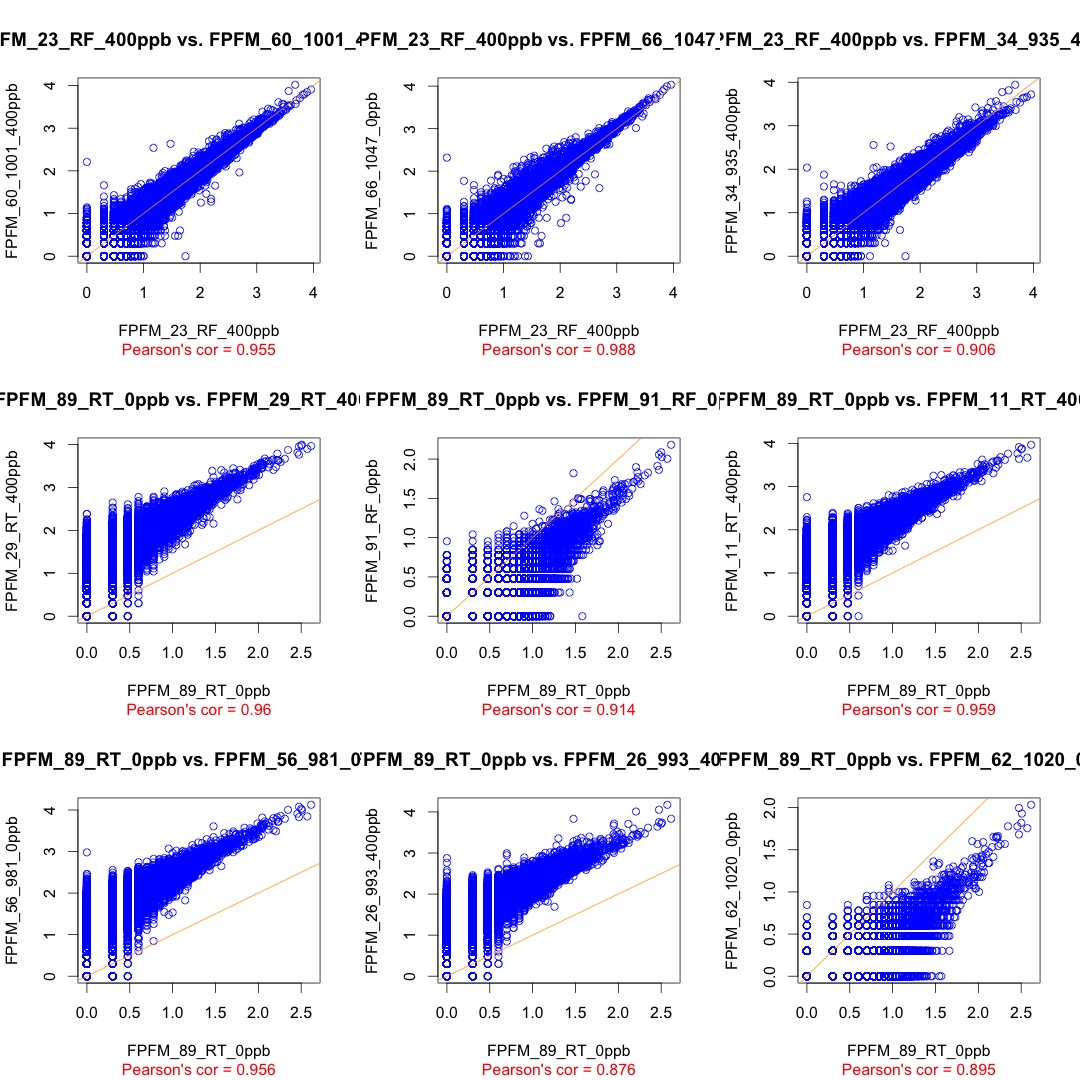 FM_23_RF_400ppb vs. FPFM_60_1001_4
FPFM_60_1001_400ppb
4
3
2
1
0
0 1 2 3 4
FPFM_23_RF_400ppb
Pearson's cor = 0.955
PFM_23_RF_400ppb vs. FPFM_66_1047_
FPFM_66_1047_0ppb
4
3
2
1
0
0 1 2 3 4
FPFM_23_RF_400ppb
Pearson's cor = 0.988
PFM_23_RF_400ppb vs. FPFM_34_935_4
FPFM_34_935_400ppb
4
3
2
1
0
0 1 2 3 4
FPFM_23_RF_400ppb
Pearson's cor = 0.906
FPFM_89_RT_0ppb vs. FPFM_29_RT_400
FPFM_29_RT_400ppb
4
3
2
1
0
0.0 0.5 1.0 1.5 2.0 2.5
FPFM_89_RT_0ppb
Pearson's cor = 0.96
FPFM_89_RT_0ppb vs. FPFM_91_RF_0p
FPFM_91_RF_0ppb
2.0
1.5
1.0
0.5
0.0
0.0 0.5 1.0 1.5 2.0 2.5
FPFM_89_RT_0ppb
Pearson's cor = 0.914
FPFM_89_RT_0ppb vs. FPFM_11_RT_400
FPFM_11_RT_400ppb
4
3
2
1
0
0.0 0.5 1.0 1.5 2.0 2.5
FPFM_89_RT_0ppb
Pearson's cor = 0.959
FPFM_89_RT_0ppb vs. FPFM_56_981_0
FPFM_56_981_0ppb
4
3
2
1
0
0.0 0.5 1.0 1.5 2.0 2.5
FPFM_89_RT_0ppb
Pearson's cor = 0.956
FPFM_89_RT_0ppb vs. FPFM_26_993_40
FPFM_26_993_400ppb
4
3
2
1
0
0.0 0.5 1.0 1.5 2.0 2.5
FPFM_89_RT_0ppb
Pearson's cor = 0.876
FPFM_89_RT_0ppb vs. FPFM_62_1020_0
FPFM_62_1020_0ppb
2.0
1.5
1.0
0.5
0.0
0.0 0.5 1.0 1.5 2.0 2.5
FPFM_89_RT_0ppb
Pearson's cor = 0.895